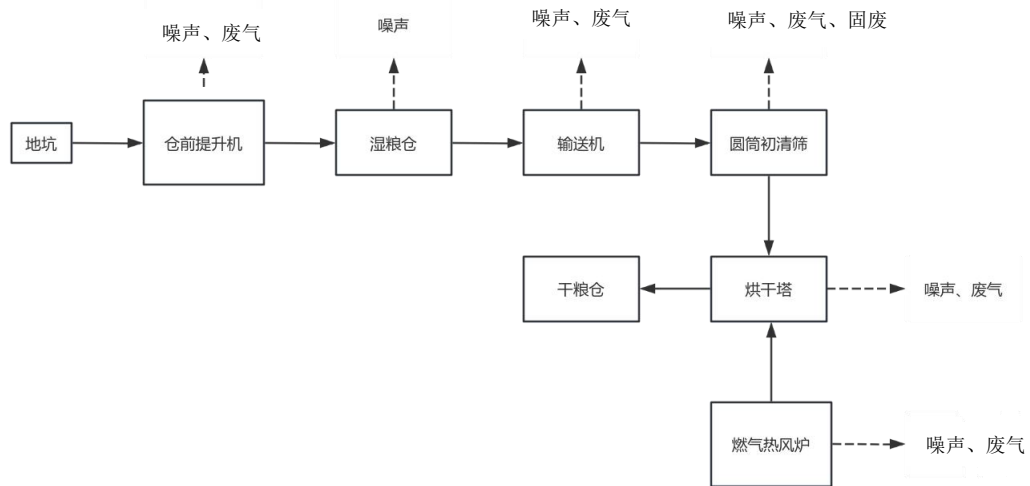 噪声、废气
噪声
噪声、废气
噪声、废气、固废
地坑
仓前提升机
湿粮仓
输送机
圆筒初清筛
干粮仓
烘干塔
噪声、废气
燃气热风炉
噪声、废气